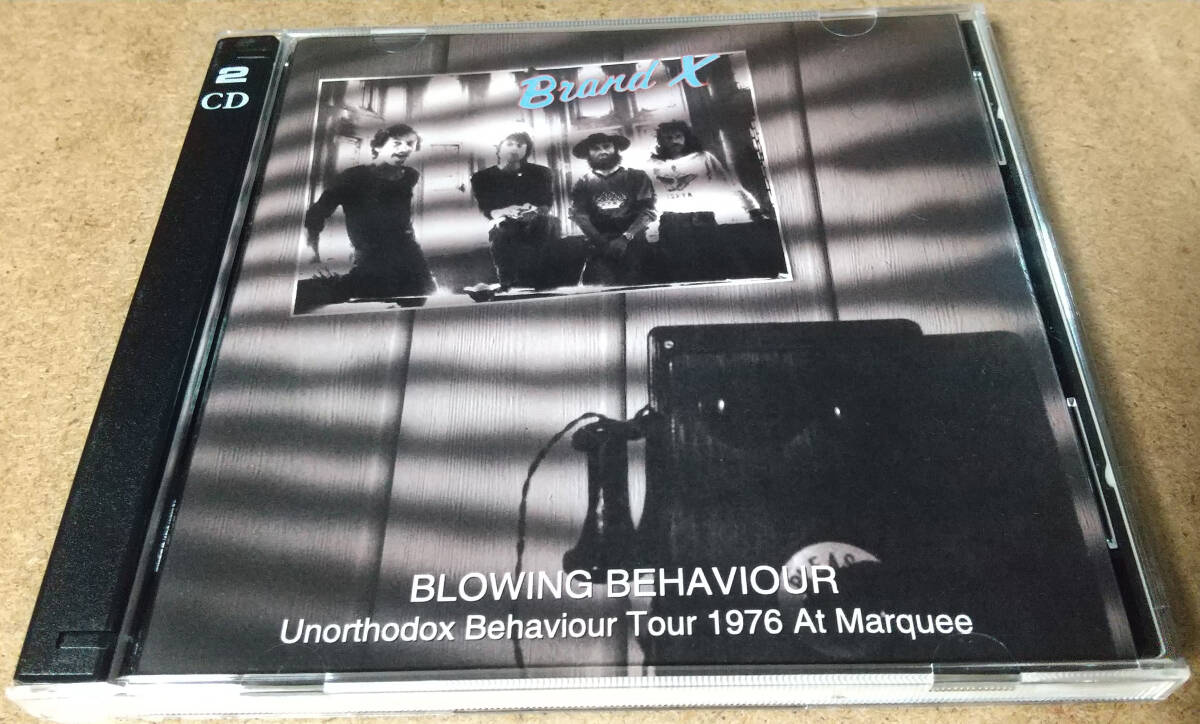 2
CD
Brand X
BLOWING BEHAVIOUR
Unorthodox Behaviour Tour 1976 At Marquee